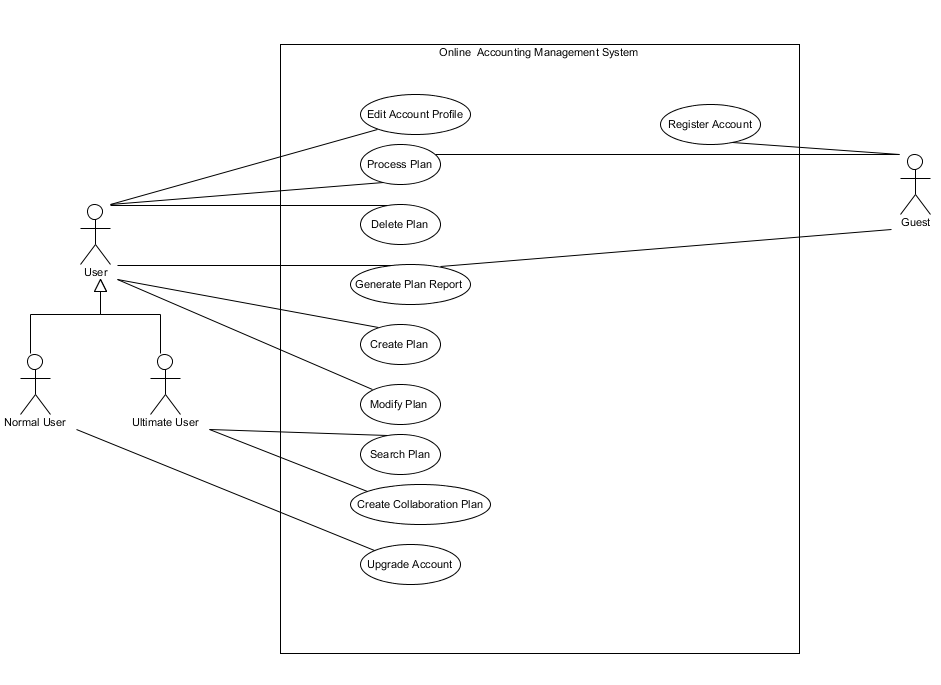 Online  Accounting Management System
Edit Account Profile
Register Account
Process Plan
Delete Plan
Guest
User
Generate Plan Report
Create Plan
Modify Plan
Normal User
Ultimate User
Search Plan
Create Collaboration Plan
Upgrade Account